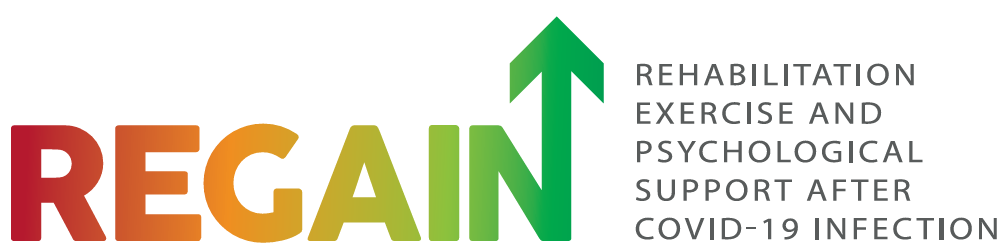 REGAIN
REHABILITATION
EXERCISE AND
PSYCHOLOGICAL
SUPPORT AFTER
COVID-19 INFECTION